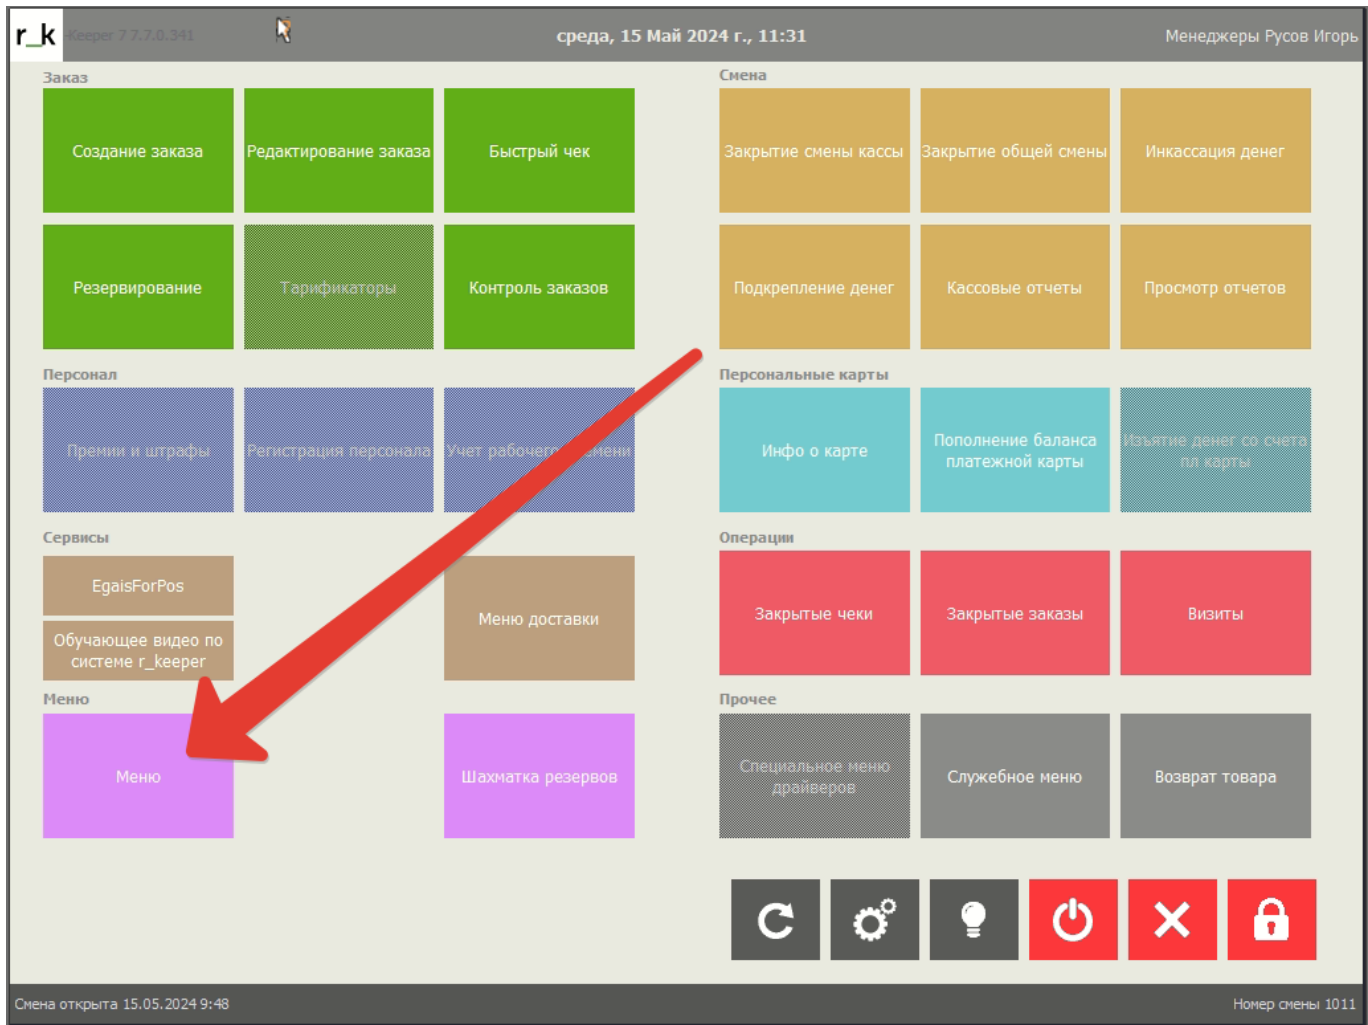 r_k
-Keeper 7 7.7.0.341
среда, 15 Май 2024 г., 11:31
Менеджеры Русов Игорь
Заказ
Создание заказа
Редактирование заказа
Быстрый чек
Резервирование
Тарификаторы
Контроль заказов
Смена
Закрытие смены кассы
Закрытие общей смены
Инкассация денег
Подкрепление денег
Кассовые отчеты
Просмотр отчетов
Персонал
Премии и штрафы
Регистрация персонала
Учет рабочего
Персональные карты
Инфо о карте
Пополнение баланса
платежной карты
Изъятие денег со счета
пл карты
Сервисы
EgaisForPos
Обучающее видео по
системе r_keeper
Меню доставки
Операции
Закрытые чеки
Закрытые заказы
Визиты
Меню
Меню
Шахматка резервов
Прочее
Специальное меню
драйверов
Служебное меню
Возврат товара
Смена открыта 15.05.2024 9:48
Номер смены 1011